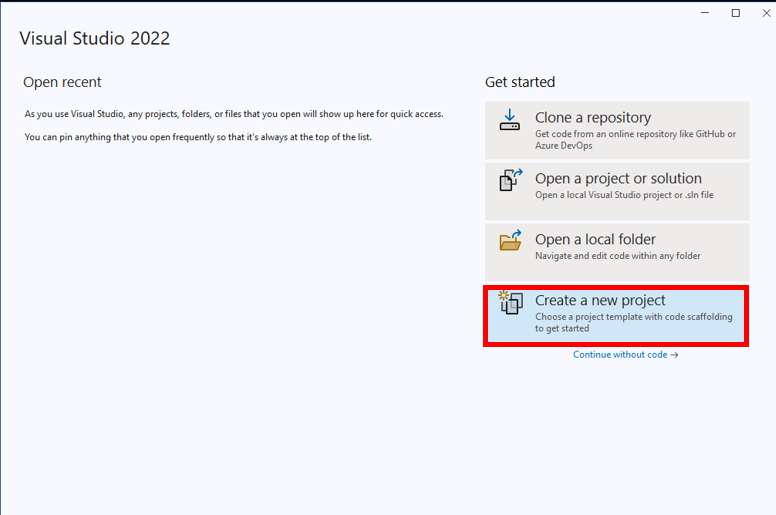 Visual Studio 2022
Open recent
As you use Visual Studio, any projects, folders, or files that you open will show up here for quick access.
You can pin anything that you open frequently so that it's always at the top of the list.
Get started
Clone a repository
Get code from an online repository like GitHub or
Azure DevOps
Open a project or solution
Open a local Visual Studio project or .sln file
Open a local folder
Navigate and edit code within any folder
Create a new project
Choose a project template with code scaffolding
to get started
Continue without code →